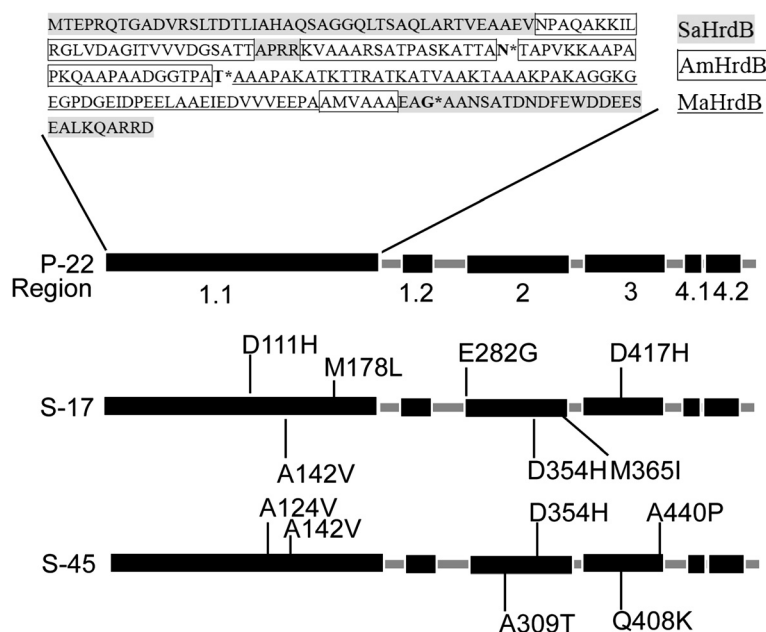 MTEPRQTGADVRSLTDTLIAHAQSAGGQLTSAQLARTVEAAEVNPAQAKKIL
RGLVDAGITVVVDGSATTAPRRKVAAARSATPASKATTAN*TAPVKKAAPA
PKQAAPAADGGTPAT*AAAPAKATKTTRATKATVAAKTAAAKPAKAGGKG
EGPDGEIDPEELAAEIEDVVVEEPAAMVAAAEAG*AANSATDNDFEWDDEES
EALKQARRD
SaHrdB
AmHrdB
MaHrdB
P-22
Region 1.1 1.2 2 3 4.1 4.2
D111H M178L E282G D417H
S-17
A142V D354H M365I
A124V A142V D354H A440P
S-45
A309T Q408K